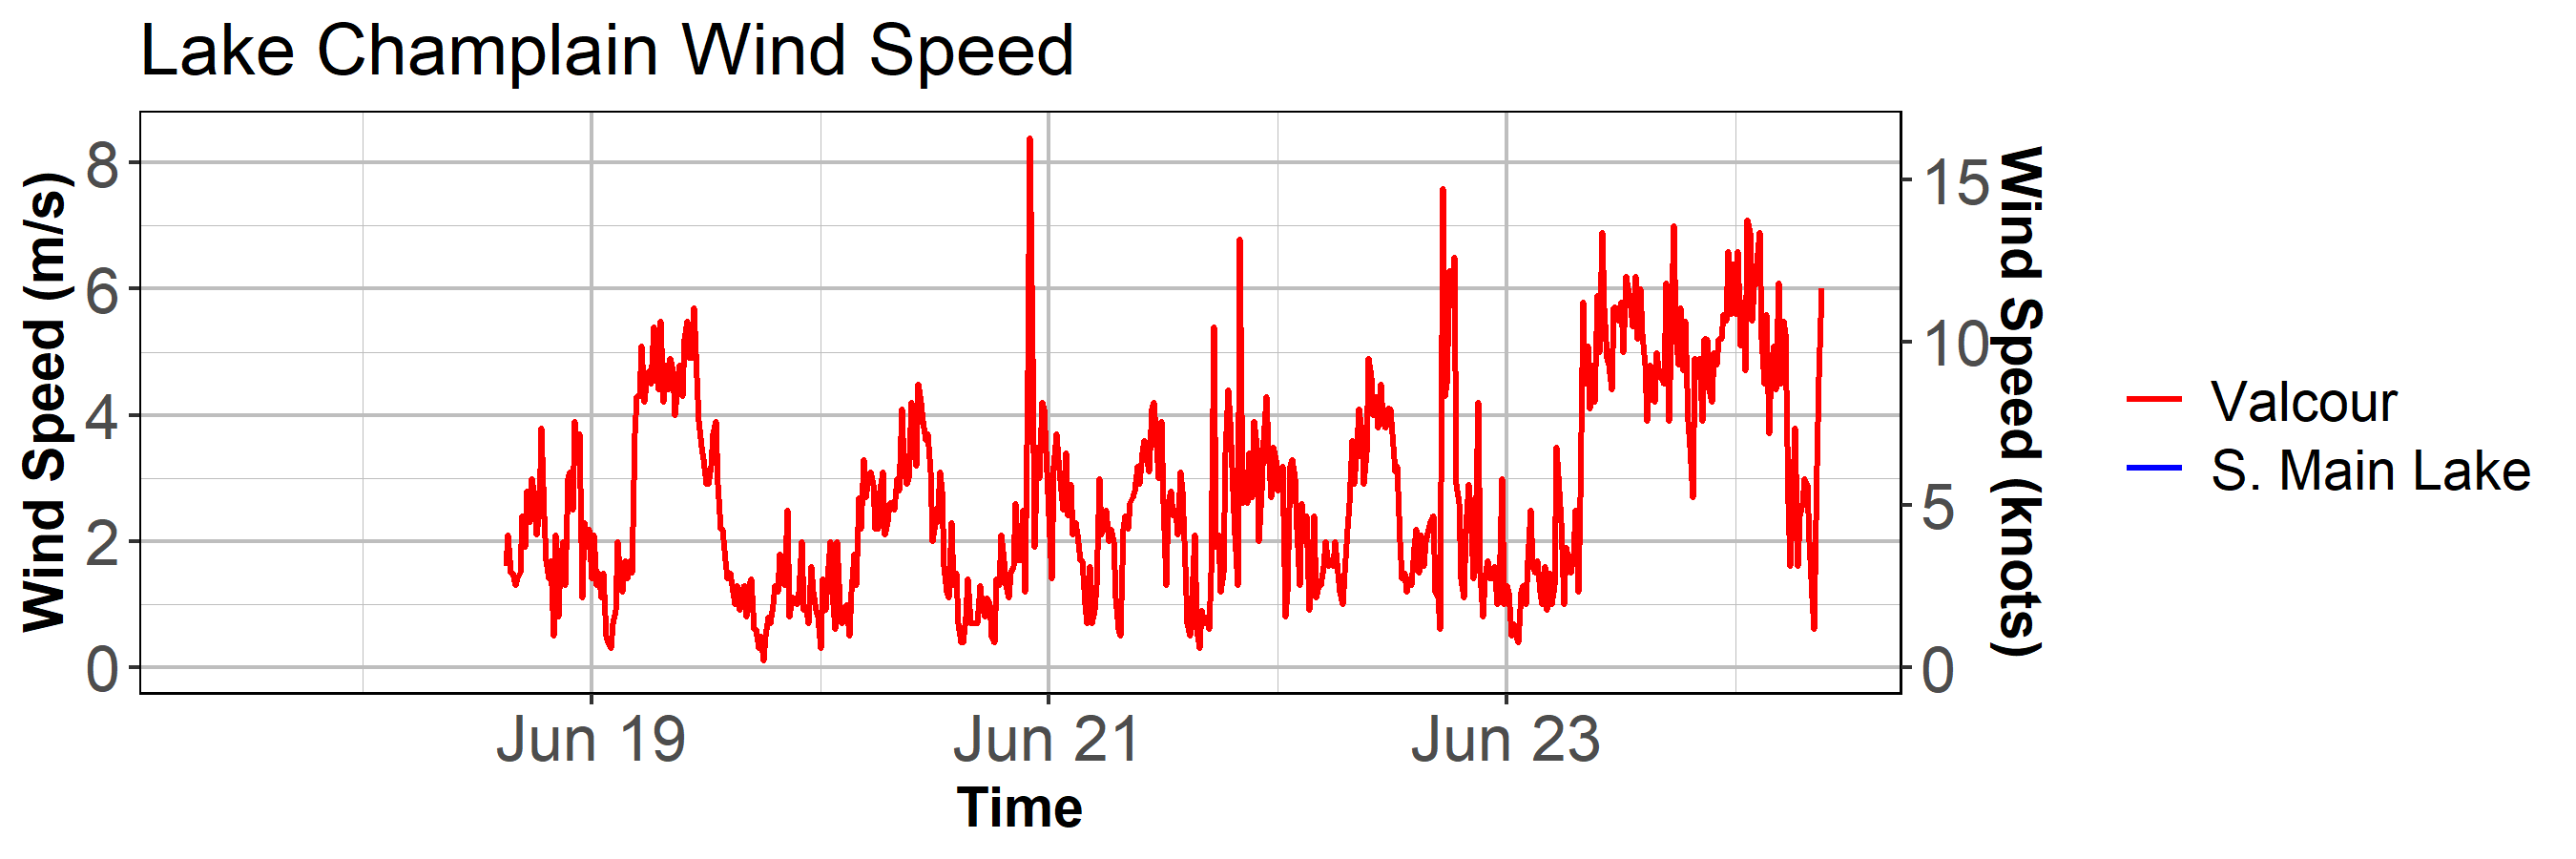 Lake Champlain Wind Speed
Wind Speed (m/s)
8
6
4
2
0
15
10
5
0
Wind Speed (knots)
Jun 19
Jun 21
Jun 23
Time
Valcour
S. Main Lake